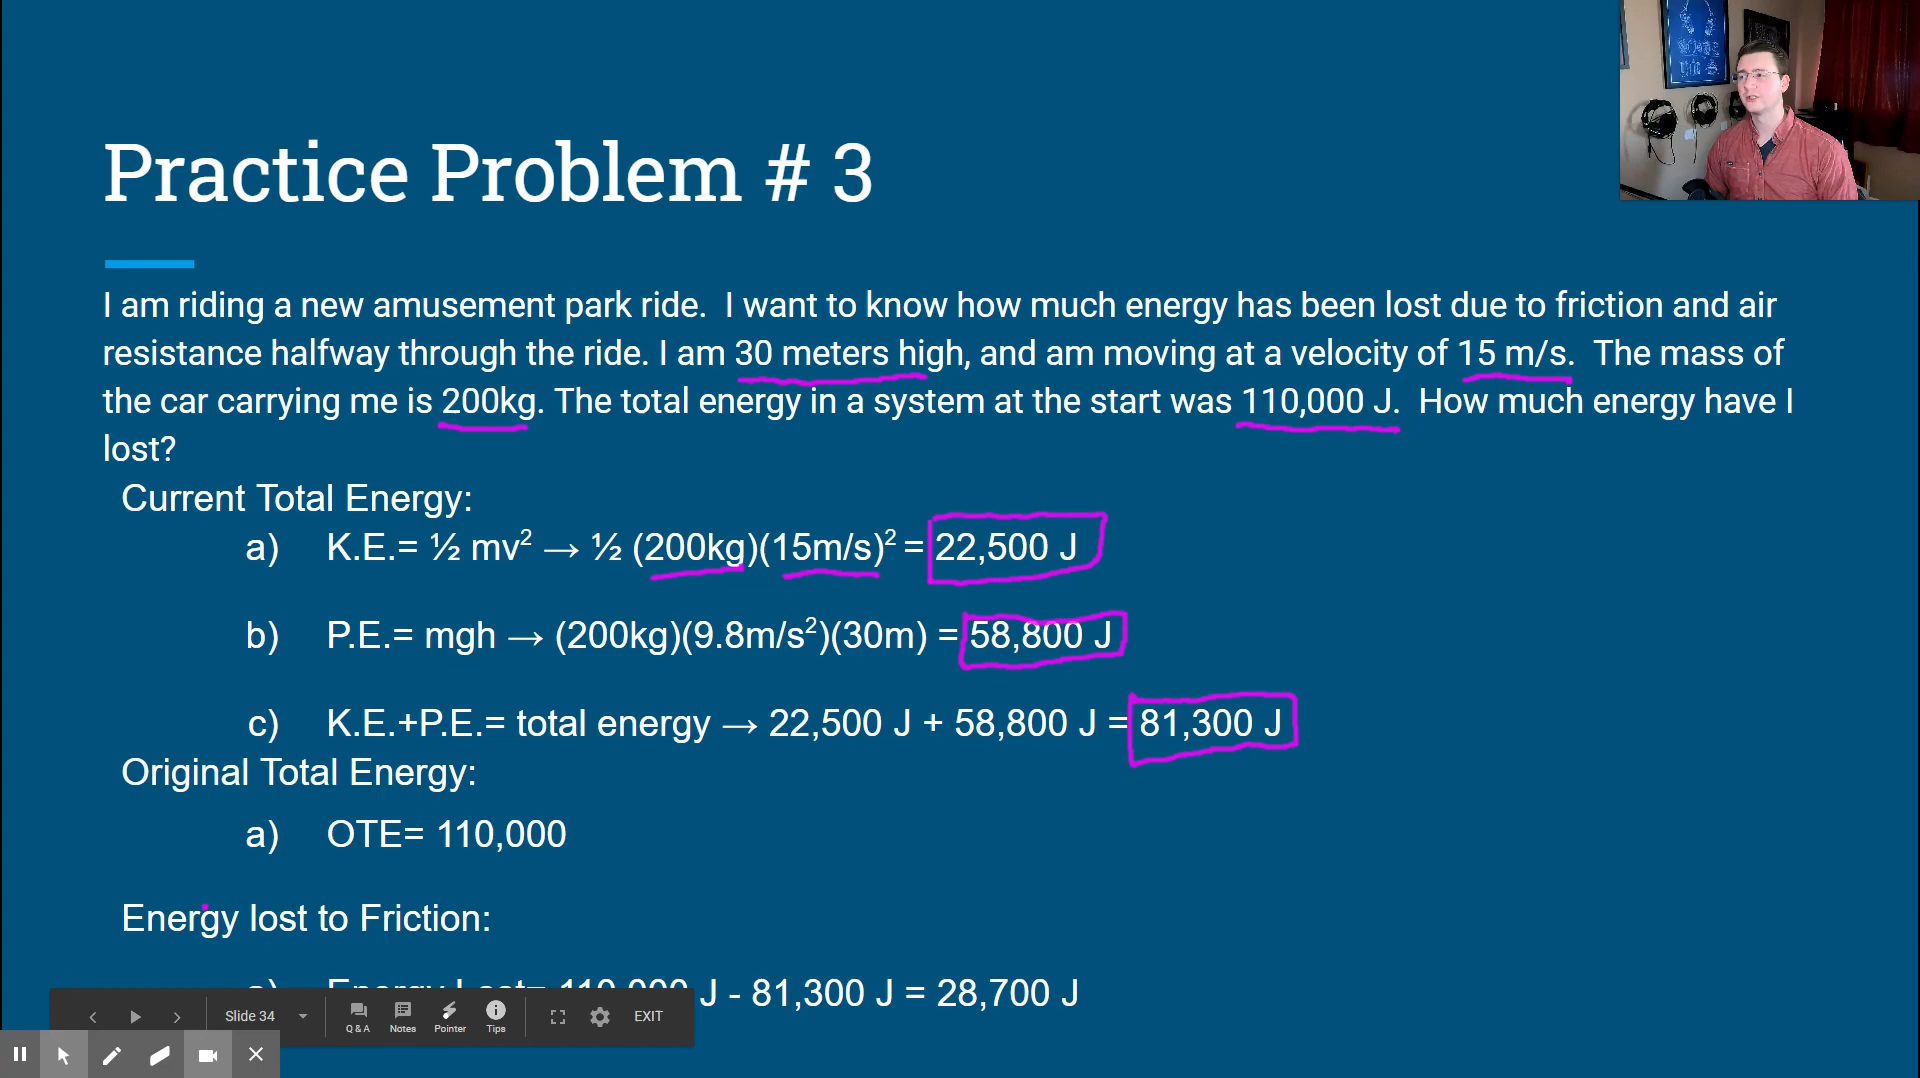 Practice Problem # 3
I am riding a new amusement park ride.  I want to know how much energy has been lost due to friction and air
resistance halfway through the ride. I am 30 meters high, and am moving at a velocity of 15 m/s.  The mass of
the car carrying me is 200kg. The total energy in a system at the start was 110,000 J.  How much energy have I
lost?
Current Total Energy:
a) K.E.= ½ mv² → ½ (200kg)(15m/s)² = 22,500 J
b) P.E.= mgh → (200kg)(9.8m/s²)(30m) = 58,800 J
c) K.E.+P.E.= total energy → 22,500 J + 58,800 J = 81,300 J
Original Total Energy:
a) OTE= 110,000
Energy lost to Friction:
a) Energy Lost= 110,000 J - 81,300 J = 28,700 J
Slide 34
Q & A Notes Pointer Tips
EXIT